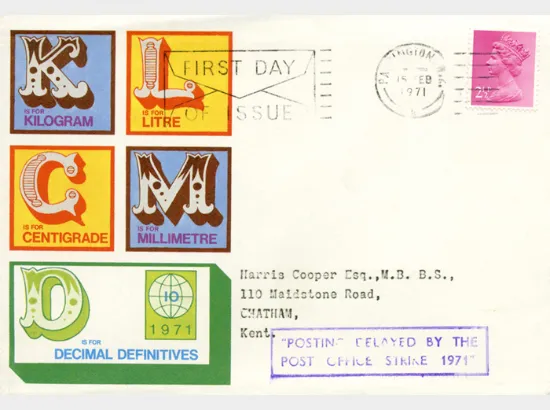 K
IS FOR
KILOGRAM
L
IS FOR
LITRE
FIRST DAY
OF ISSUE
15 FEB
1971
2½
C
IS FOR
CENTIGRADE
M
IS FOR
MILLIMETRE
D
IS FOR
DECIMAL DEFINITIVES
10
1971
Harris Cooper Esq.,M.B. B.S.,
110 Maidstone Road,
CHATHAM,
Kent.
"POSTING DELAYED BY THE
POST OFFICE STRIKE 1971"